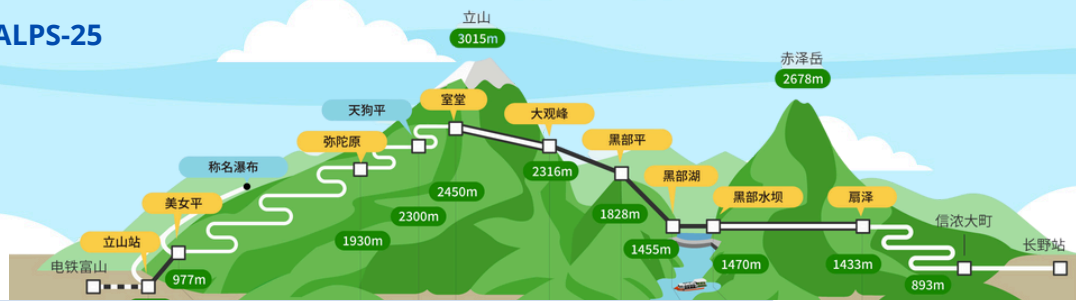 ALPS-25
立山
3015m
赤泽岳
2678m
天狗平
室堂
大观峰
弥陀原
黑部平
称名瀑布
黑部湖
美女平
黑部水坝
扇泽
立山站
信浓大町
长野站
电铁富山
977m
1930m
2300m
2450m
2316m
1828m
1455m
1470m
1433m
893m